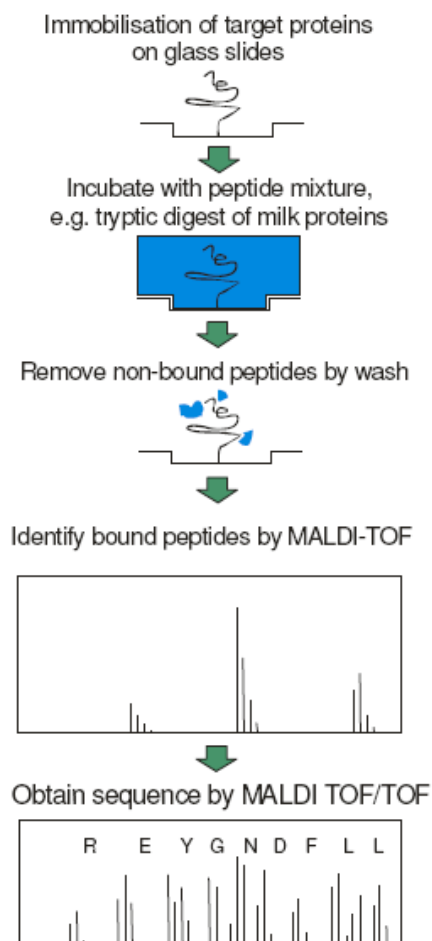 Immobilisation of target proteins
on glass slides
Incubate with peptide mixture,
e.g. tryptic digest of milk proteins
Remove non-bound peptides by wash
Identify bound peptides by MALDI-TOF
Obtain sequence by MALDI TOF/TOF
R E Y G N D F L L